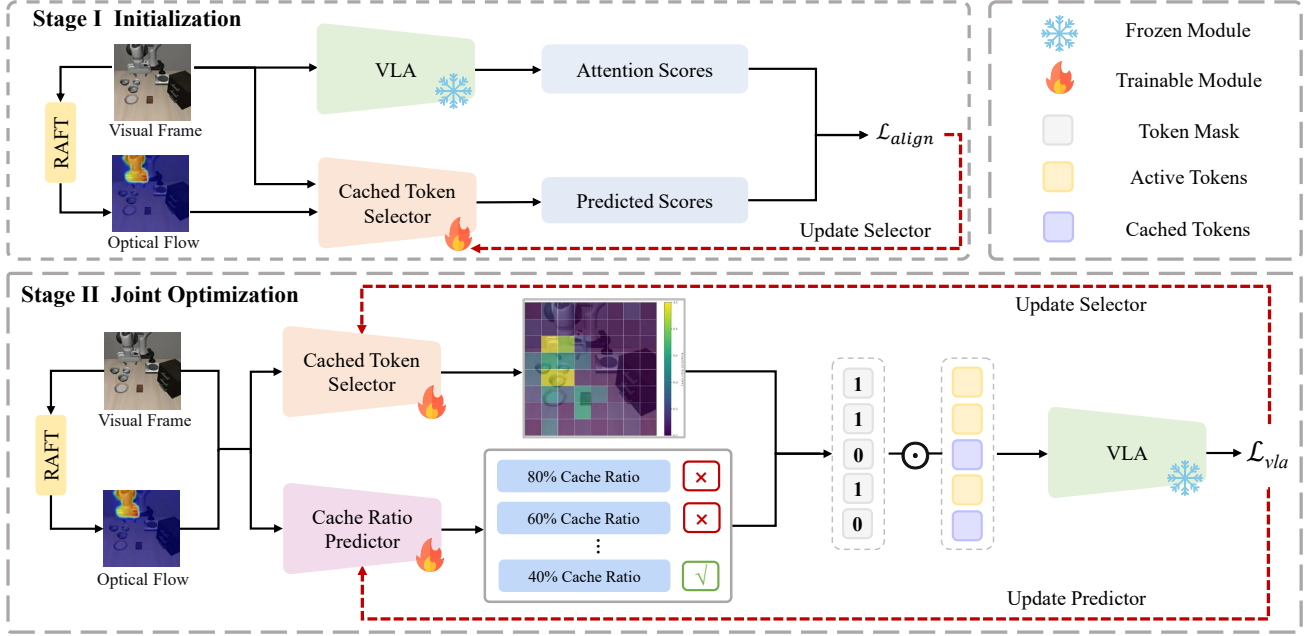 Stage I Initialization
RAFT
Visual Frame
Optical Flow
VLA
Cached Token
Selector
Attention Scores
Predicted Scores
ℒalign
Update Selector
Frozen Module
Trainable Module
Token Mask
Active Tokens
Cached Tokens
Stage II Joint Optimization
RAFT
Visual Frame
Optical Flow
Cached Token
Selector
Cache Ratio
Predictor
80% Cache Ratio
×
60% Cache Ratio
×
⋮
40% Cache Ratio
√
1
1
0
1
0
VLA
ℒvla
Update Selector
Update Predictor